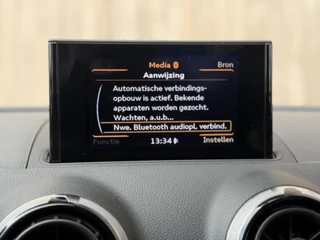 Media
Bron
Aanwijzing
Automatische verbindings-
opbouw is actief. Bekende
apparaten worden gezocht.
Wachten, a.u.b...
Nwe. Bluetooth audiopl. verbind.
Functie
13:34
Instellen